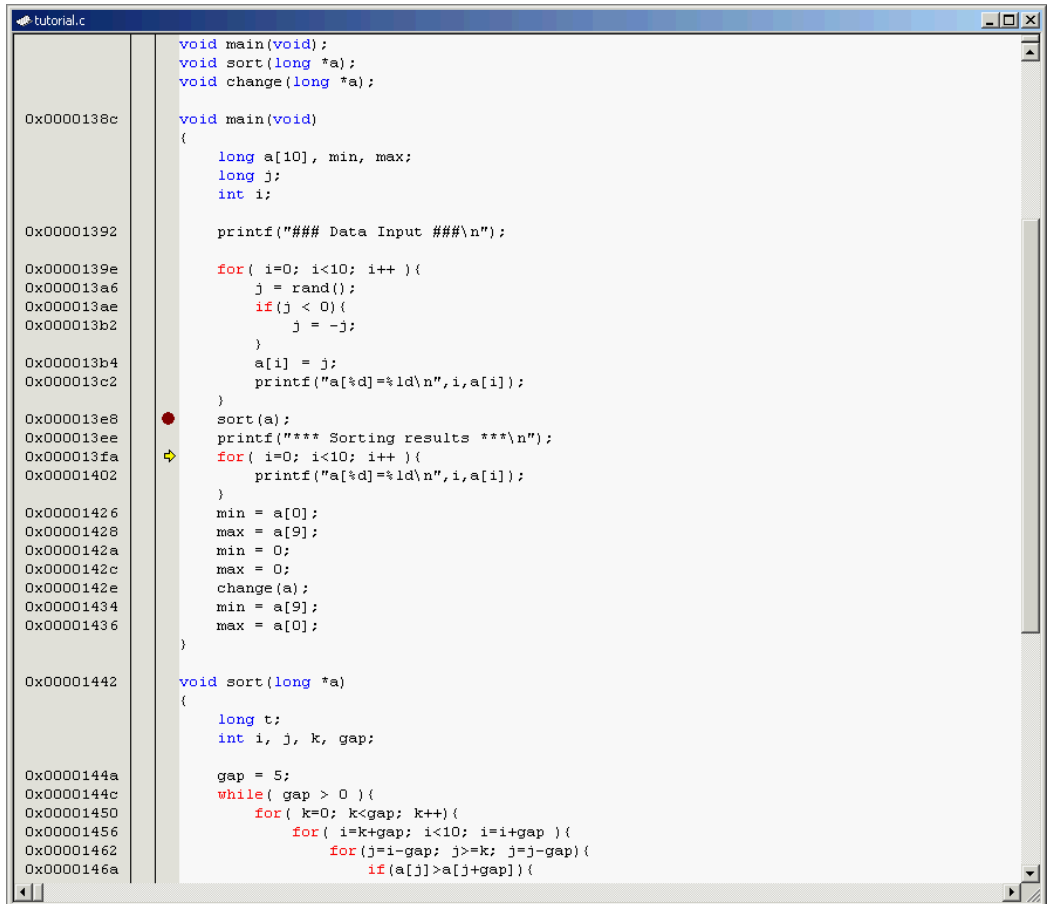 tutorial.c
void main(void);
void sort(long *a);
void change(long *a);
0x0000138c void main(void)
{
long a[10], min, max;
long j;
int i;
0x00001392 printf("### Data Input ###\n");
0x0000139e for( i=0; i<10; i++ ){
0x000013a6 j = rand();
0x000013ae if(j < 0){
0x000013b2 j = -j;
}
0x000013b4 a[i] = j;
0x000013c2 printf("a[%d]=%ld\n",i,a[i]);
}
0x000013e8 sort(a);
0x000013ee printf("*** Sorting results ***\n");
0x000013fa for( i=0; i<10; i++ ){
0x00001402 printf("a[%d]=%ld\n",i,a[i]);
}
0x00001426 min = a[0];
0x00001428 max = a[9];
0x0000142a min = 0;
0x0000142c max = 0;
0x0000142e change(a);
0x00001434 min = a[9];
0x00001436 max = a[0];
}
0x00001442 void sort(long *a)
{
long t;
int i, j, k, gap;
0x0000144a gap = 5;
0x0000144c while( gap > 0 ){
0x00001450 for( k=0; k<gap; k++){
0x00001456 for( i=k+gap; i<10; i=i+gap ){
0x00001462 for(j=i-gap; j>=k; j=j-gap){
0x0000146a if(a[j]>a[j+gap]){